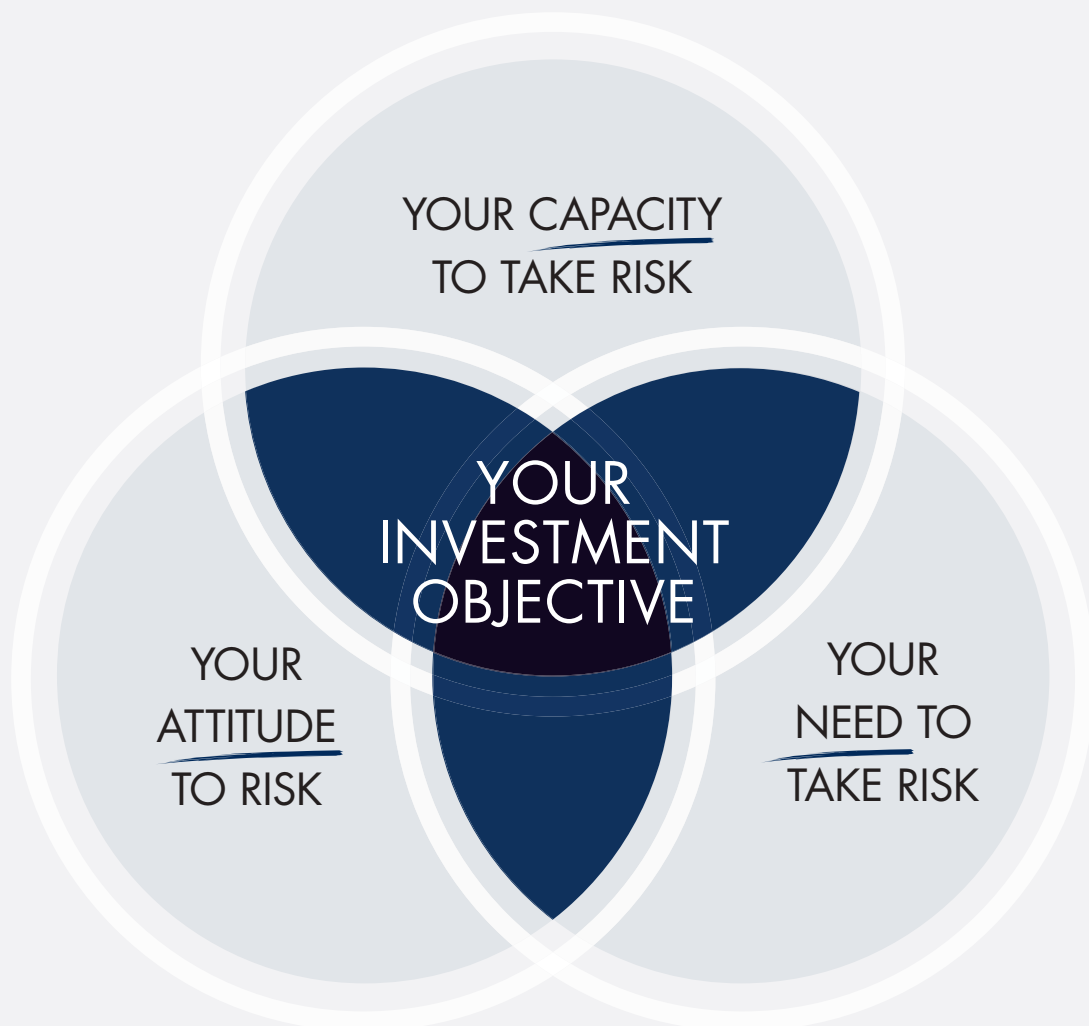 YOUR CAPACITY
TO TAKE RISK
YOUR
INVESTMENT
OBJECTIVE
YOUR
ATTITUDE
TO RISK
YOUR
NEED TO
TAKE RISK